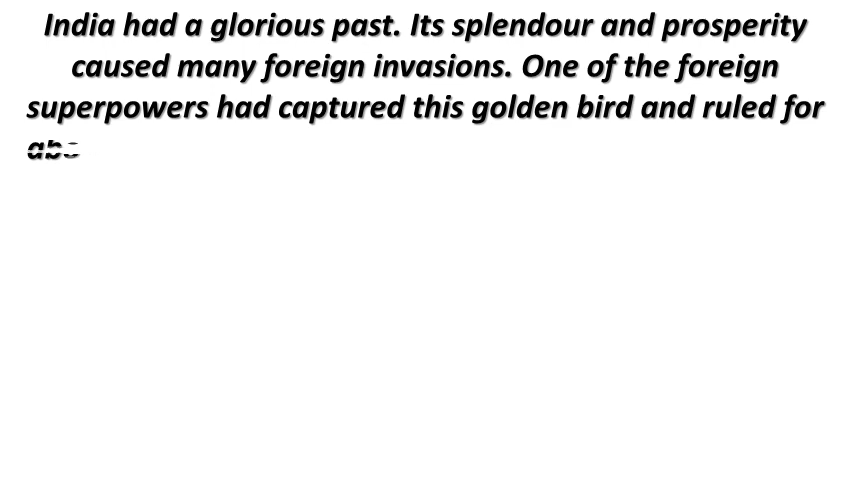 India had a glorious past. Its splendour and prosperity
caused many foreign invasions. One of the foreign
superpowers had captured this golden bird and ruled for